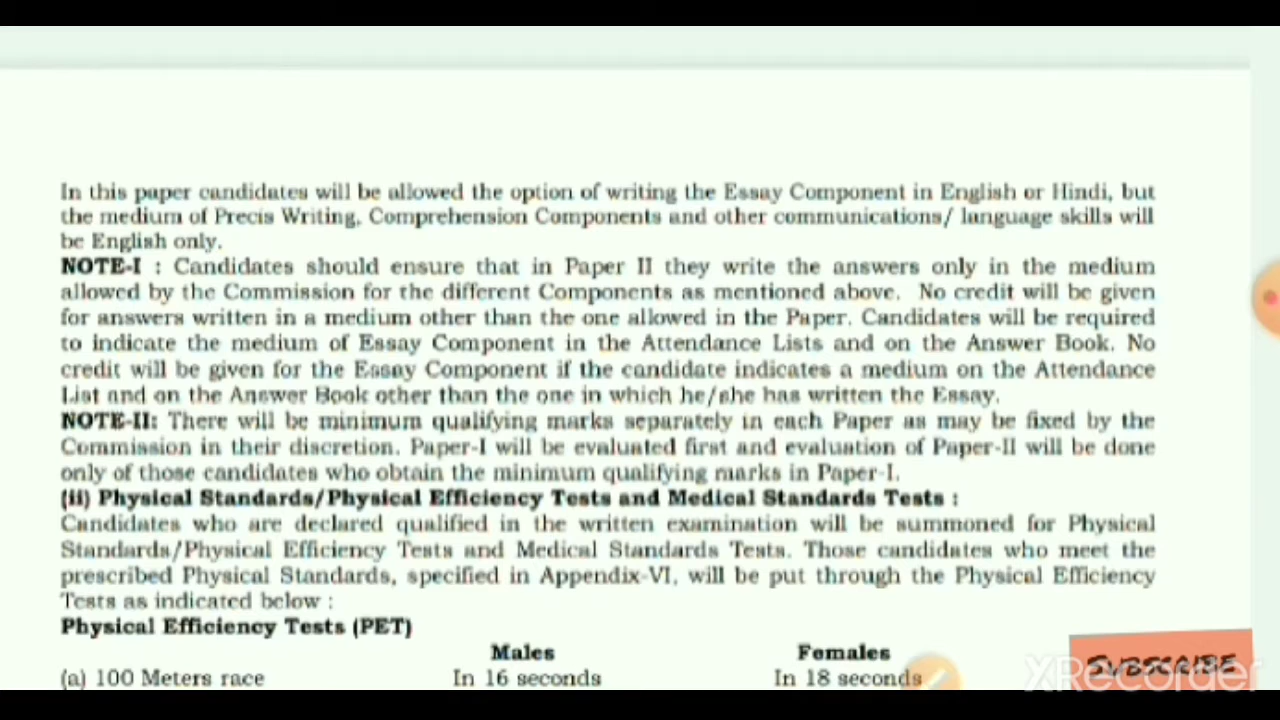 In this paper candidates will be allowed the option of writing the Essay Component in English or Hindi, but
the medium of Precis Writing, Comprehension Components and other communications/ language skills will
be English only.
NOTE-I : Candidates should ensure that in Paper II they write the answers only in the medium
allowed by the Commission for the different Components as mentioned above. No credit will be given
for answers written in a medium other than the one allowed in the Paper. Candidates will be required
to indicate the medium of Essay Component in the Attendance Lists and on the Answer Book. No
credit will be given for the Essay Component if the candidate indicates a medium on the Attendance
List and on the Answer Book other than the one in which he/she has written the Essay.
NOTE-II: There will be minimum qualifying marks separately in each Paper as may be fixed by the
Commission in their discretion. Paper-I will be evaluated first and evaluation of Paper-II will be done
only of those candidates who obtain the minimum qualifying marks in Paper-I.
(ii) Physical Standards/Physical Efficiency Tests and Medical Standards Tests :
Candidates who are declared qualified in the written examination will be summoned for Physical
Standards/Physical Efficiency Tests and Medical Standards Tests. Those candidates who meet the
prescribed Physical Standards, specified in Appendix-VI, will be put through the Physical Efficiency
Tests as indicated below :
Physical Efficiency Tests (PET)
Males Females
(a) 100 Meters race In 16 seconds In 18 seconds
SUBSCRIBE
XRecorder